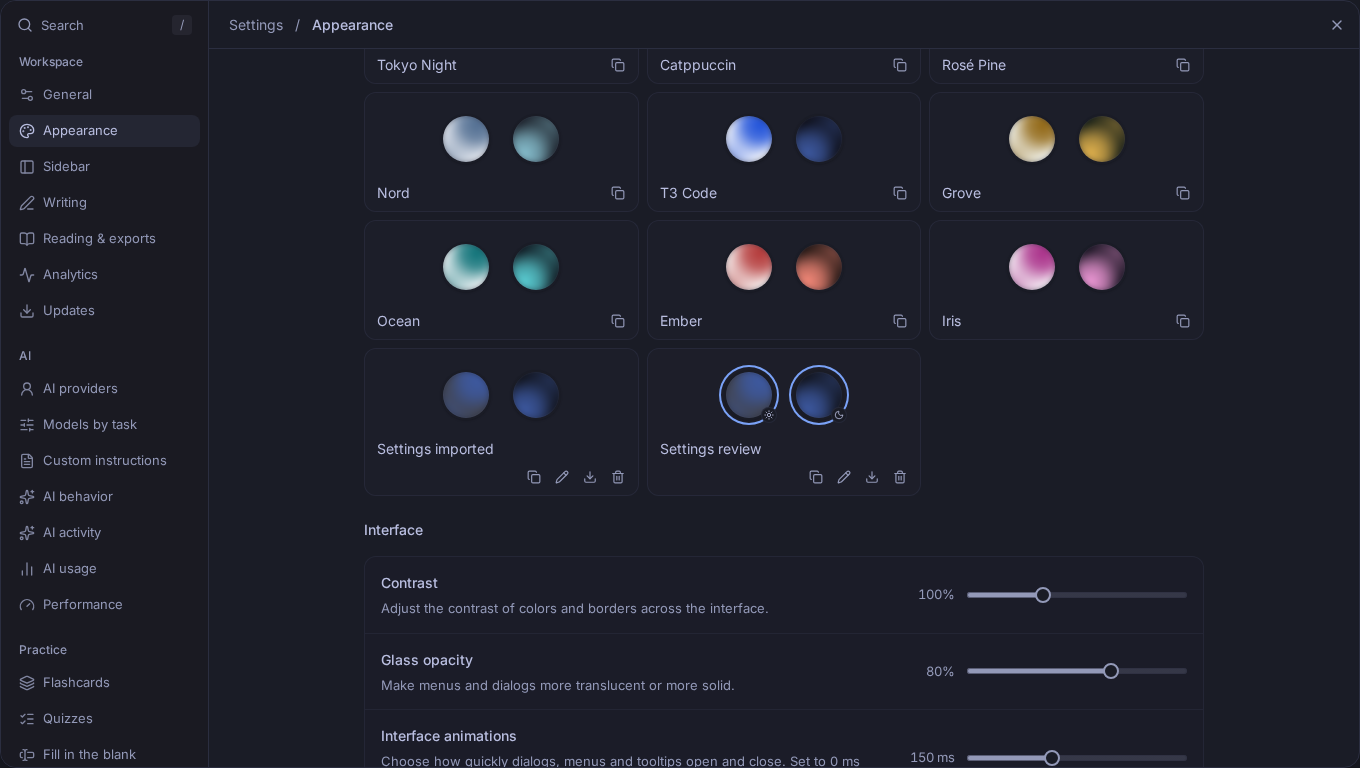 Search
/
Settings / Appearance
Workspace
General
Appearance
Sidebar
Writing
Reading & exports
Analytics
Updates
AI
AI providers
Models by task
Custom instructions
AI behavior
AI activity
AI usage
Performance
Practice
Flashcards
Quizzes
Fill in the blank
Tokyo Night
Catppuccin
Rosé Pine
Nord
T3 Code
Grove
Ocean
Ember
Iris
Settings imported
Settings review
Interface
Contrast
Adjust the contrast of colors and borders across the interface.
100%
Glass opacity
Make menus and dialogs more translucent or more solid.
80%
Interface animations
Choose how quickly dialogs, menus and tooltips open and close. Set to 0 ms
150 ms